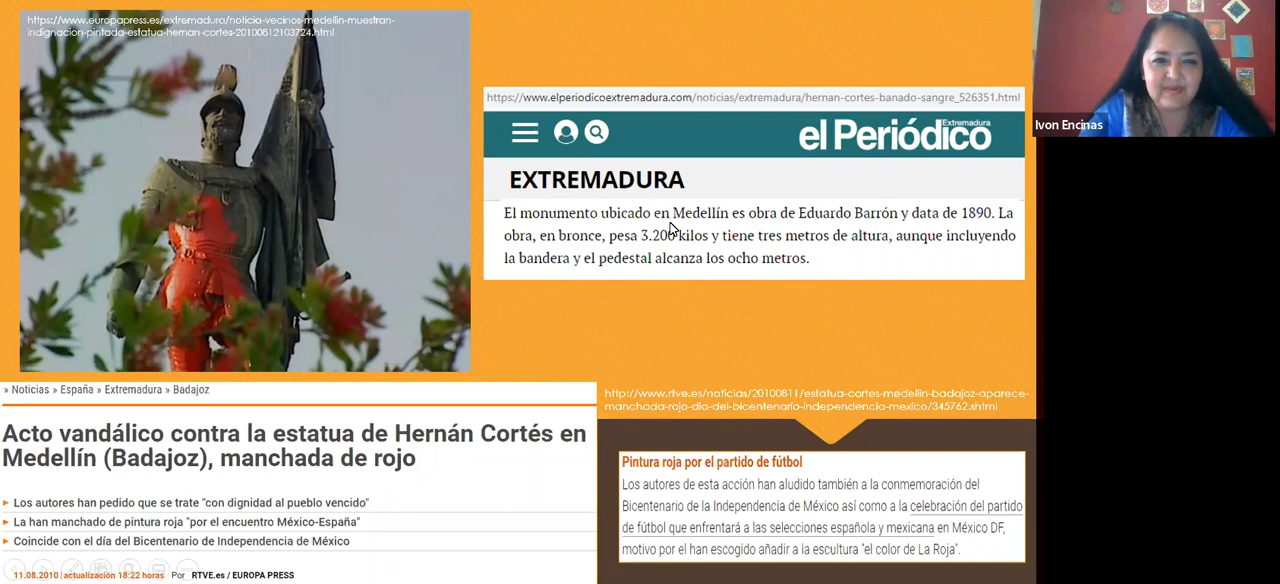 https://www.europapress.es/extremadura/noticia-vecinos-medellin-muestran-
indignacion-pintada-estatua-hernan-cortes-20100812103724.html
https://www.elperiodicoextremadura.com/noticias/extremadura/hernan-cortes-banado-sangre_526351.html
Extremadura
el Periódico
EXTREMADURA
El monumento ubicado en Medellín es obra de Eduardo Barrón y data de 1890. La
obra, en bronce, pesa 3.200 kilos y tiene tres metros de altura, aunque incluyendo
la bandera y el pedestal alcanza los ocho metros.
Ivon Encinas
» Noticias » España » Extremadura » Badajoz
Acto vandálico contra la estatua de Hernán Cortés en
Medellín (Badajoz), manchada de rojo
Los autores han pedido que se trate "con dignidad al pueblo vencido"
La han manchado de pintura roja "por el encuentro México-España"
Coincide con el día del Bicentenario de Independencia de México
11.08.2010 | actualización 18:22 horas Por RTVE.es / EUROPA PRESS
http://www.rtve.es/noticias/20100811/estatua-cortes-medellin-badajoz-aparece-
manchada-rojo-dia-del-bicentenario-independencia-mexico/345762.shtml
Pintura roja por el partido de fútbol
Los autores de esta acción han aludido también a la conmemoración del
Bicentenario de la Independencia de México así como a la celebración del partido
de fútbol que enfrentará a las selecciones española y mexicana en México DF,
motivo por el han escogido añadir a la escultura "el color de La Roja".